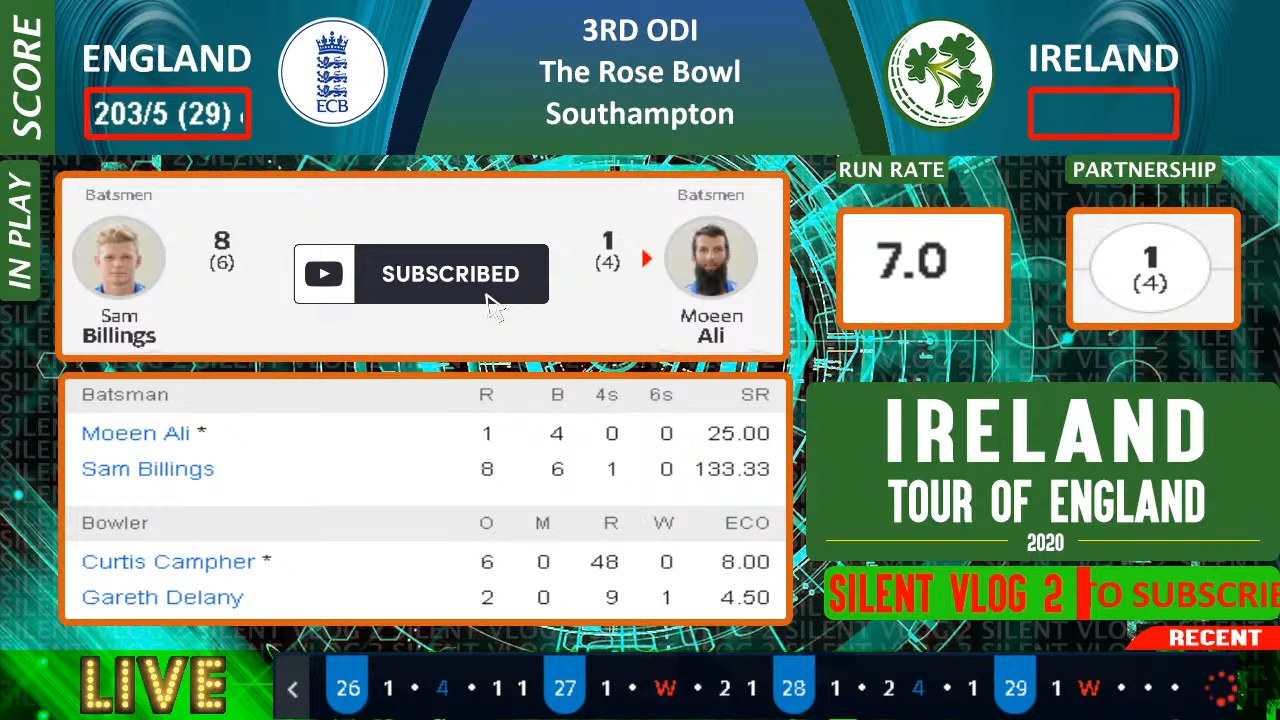 SCORE
ENGLAND
203/5 (29)
ECB
3RD ODI
The Rose Bowl
Southampton
IRELAND
IN PLAY
Batsmen
8
(6)
Sam
Billings
SUBSCRIBED
1
(4)
Batsmen
Moeen
Ali
RUN RATE
7.0
PARTNERSHIP
1
(4)
Batsman R B 4s 6s SR
Moeen Ali * 1 4 0 0 25.00
Sam Billings 8 6 1 0 133.33
Bowler O M R W ECO
Curtis Campher * 6 0 48 0 8.00
Gareth Delany 2 0 9 1 4.50
IRELAND
TOUR OF ENGLAND
2020
SILENT VLOG 2 TO SUBSCRIBE
RECENT
LIVE
26 1 • 4 • 1 1 27 1 • W • 2 1 28 1 • 2 4 • 1 29 1 W • • •